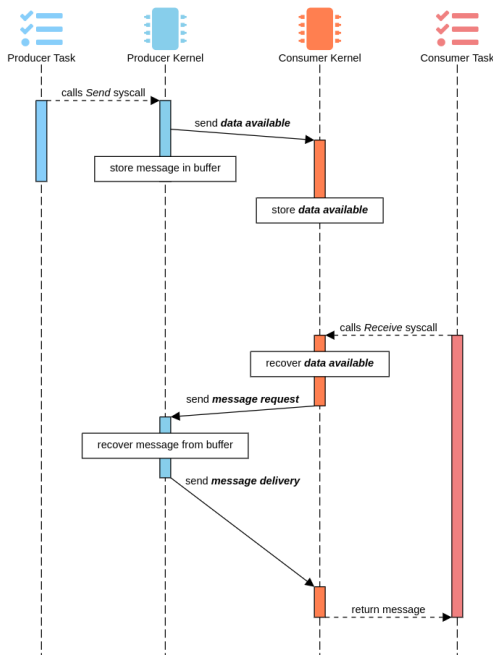 Producer Task
Producer Kernel
Consumer Kernel
Consumer Task
calls Send syscall
send data available
store message in buffer
store data available
calls Receive syscall
recover data available
send message request
recover message from buffer
send message delivery
return message